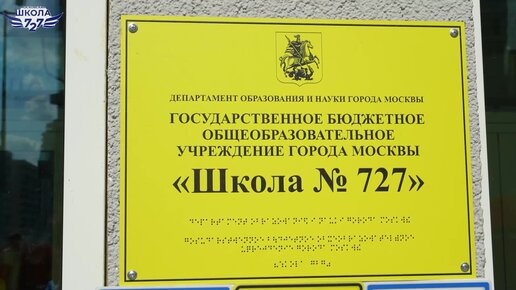 ШКОЛА
727
ДЕПАРТАМЕНТ ОБРАЗОВАНИЯ И НАУКИ ГОРОДА МОСКВЫ
ГОСУДАРСТВЕННОЕ БЮДЖЕТНОЕ
ОБЩЕОБРАЗОВАТЕЛЬНОЕ
УЧРЕЖДЕНИЕ ГОРОДА МОСКВЫ
«Школа № 727»